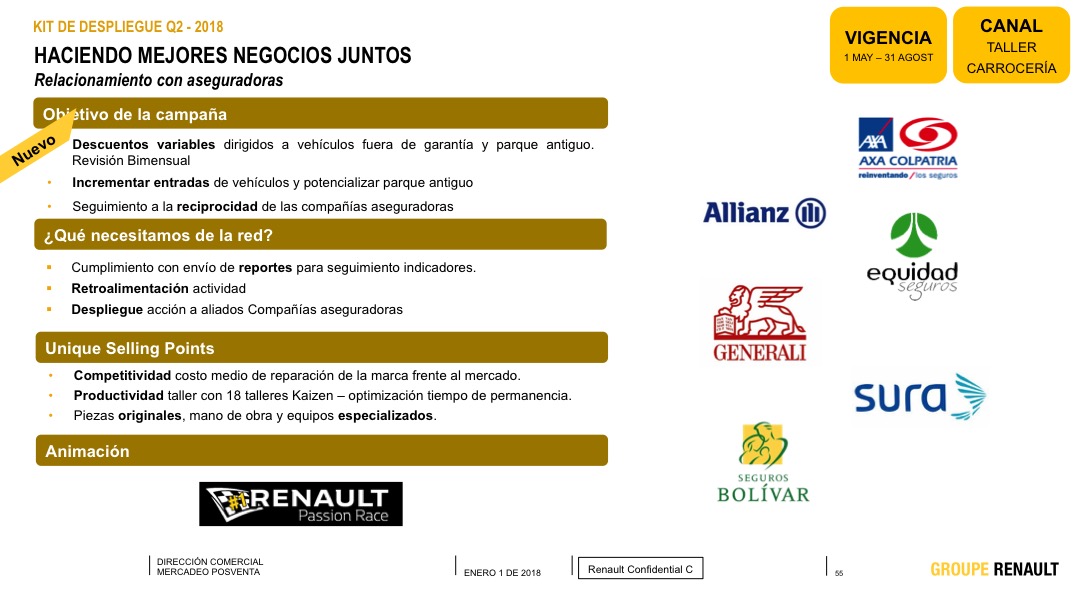 KIT DE DESPLIEGUE Q2 - 2018
HACIENDO MEJORES NEGOCIOS JUNTOS
Relacionamiento con aseguradoras
VIGENCIA
1 MAY – 31 AGOST
CANAL
TALLER
CARROCERÍA
Objetivo de la campaña
Nuevo
Descuentos variables dirigidos a vehículos fuera de garantía y parque antiguo.
Revisión Bimensual
• Incrementar entradas de vehículos y potencializar parque antiguo
• Seguimiento a la reciprocidad de las compañías aseguradoras
¿Qué necesitamos de la red?
▪ Cumplimiento con envío de reportes para seguimiento indicadores.
▪ Retroalimentación actividad
▪ Despliegue acción a aliados Compañías aseguradoras
Unique Selling Points
• Competitividad costo medio de reparación de la marca frente al mercado.
• Productividad taller con 18 talleres Kaizen – optimización tiempo de permanencia.
• Piezas originales, mano de obra y equipos especializados.
Animación
#1 RENAULT
Passion Race
AXA
AXA COLPATRIA
reinventando / los seguros
Allianz
equidad
seguros
GENERALI
sura
SEGUROS
BOLÍVAR
DIRECCIÓN COMERCIAL
MERCADEO POSVENTA
ENERO 1 DE 2018
Renault Confidential C
55
GROUPE RENAULT